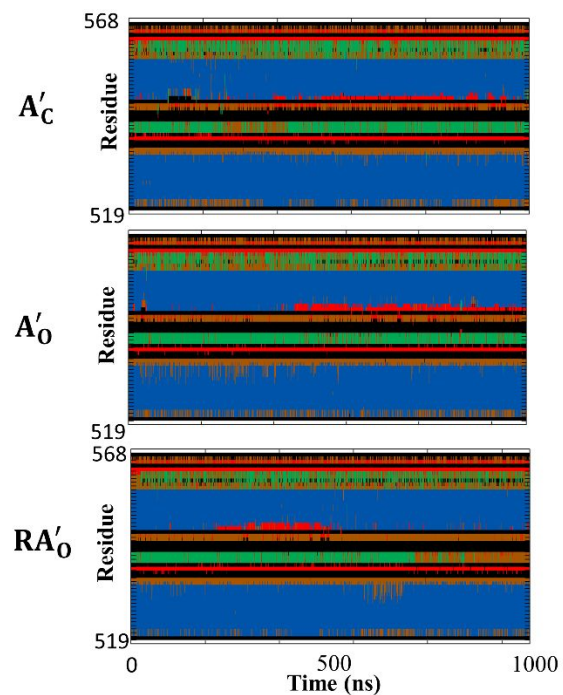 568
A′C
Residue
519
A′O
Residue
519
568
RA′O
Residue
519
0 500 1000
Time (ns)